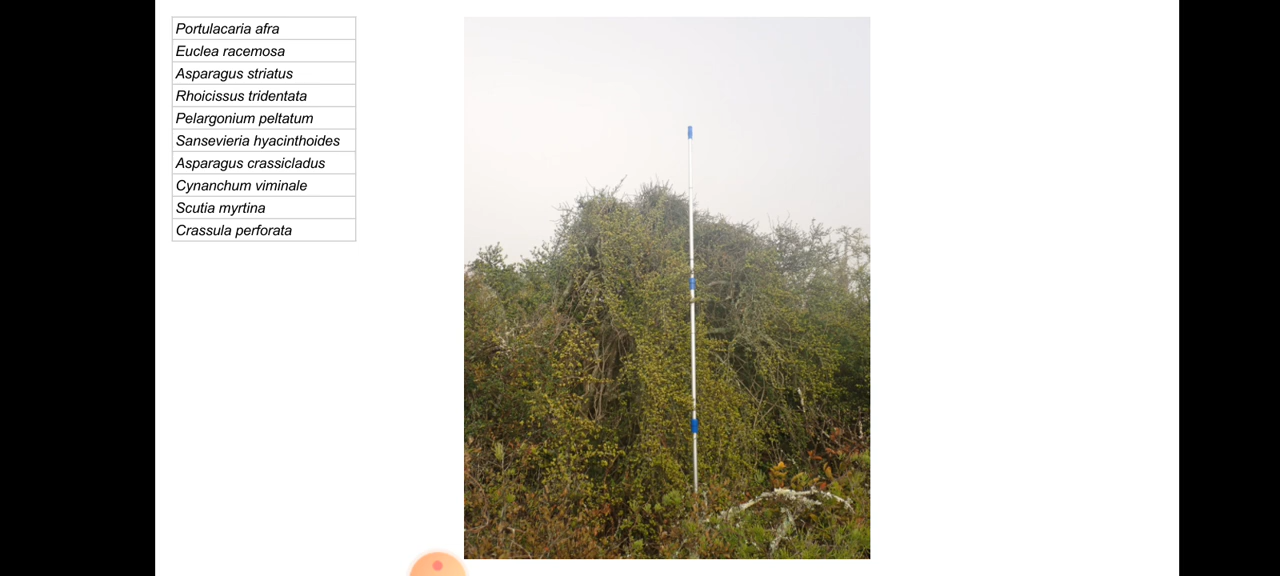 Portulacaria afra
Euclea racemosa
Asparagus striatus
Rhoicissus tridentata
Pelargonium peltatum
Sansevieria hyacinthoides
Asparagus crassicladus
Cynanchum viminale
Scutia myrtina
Crassula perforata